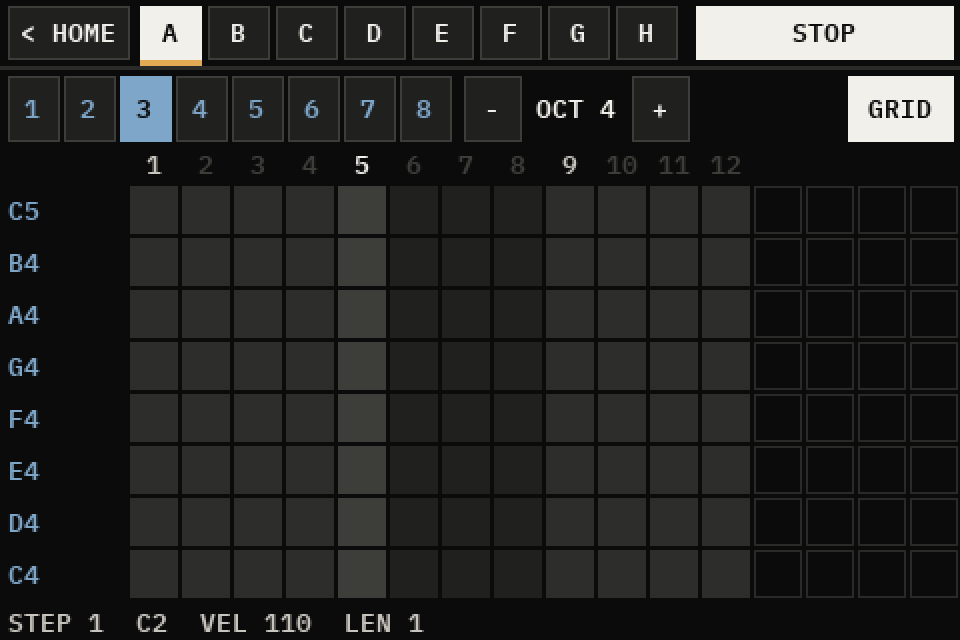 < HOME A B C D E F G H STOP
1 2 3 4 5 6 7 8 - OCT 4 + GRID
1 2 3 4 5 6 7 8 9 10 11 12
C5
B4
A4
G4
F4
E4
D4
C4
STEP 1 C2 VEL 110 LEN 1